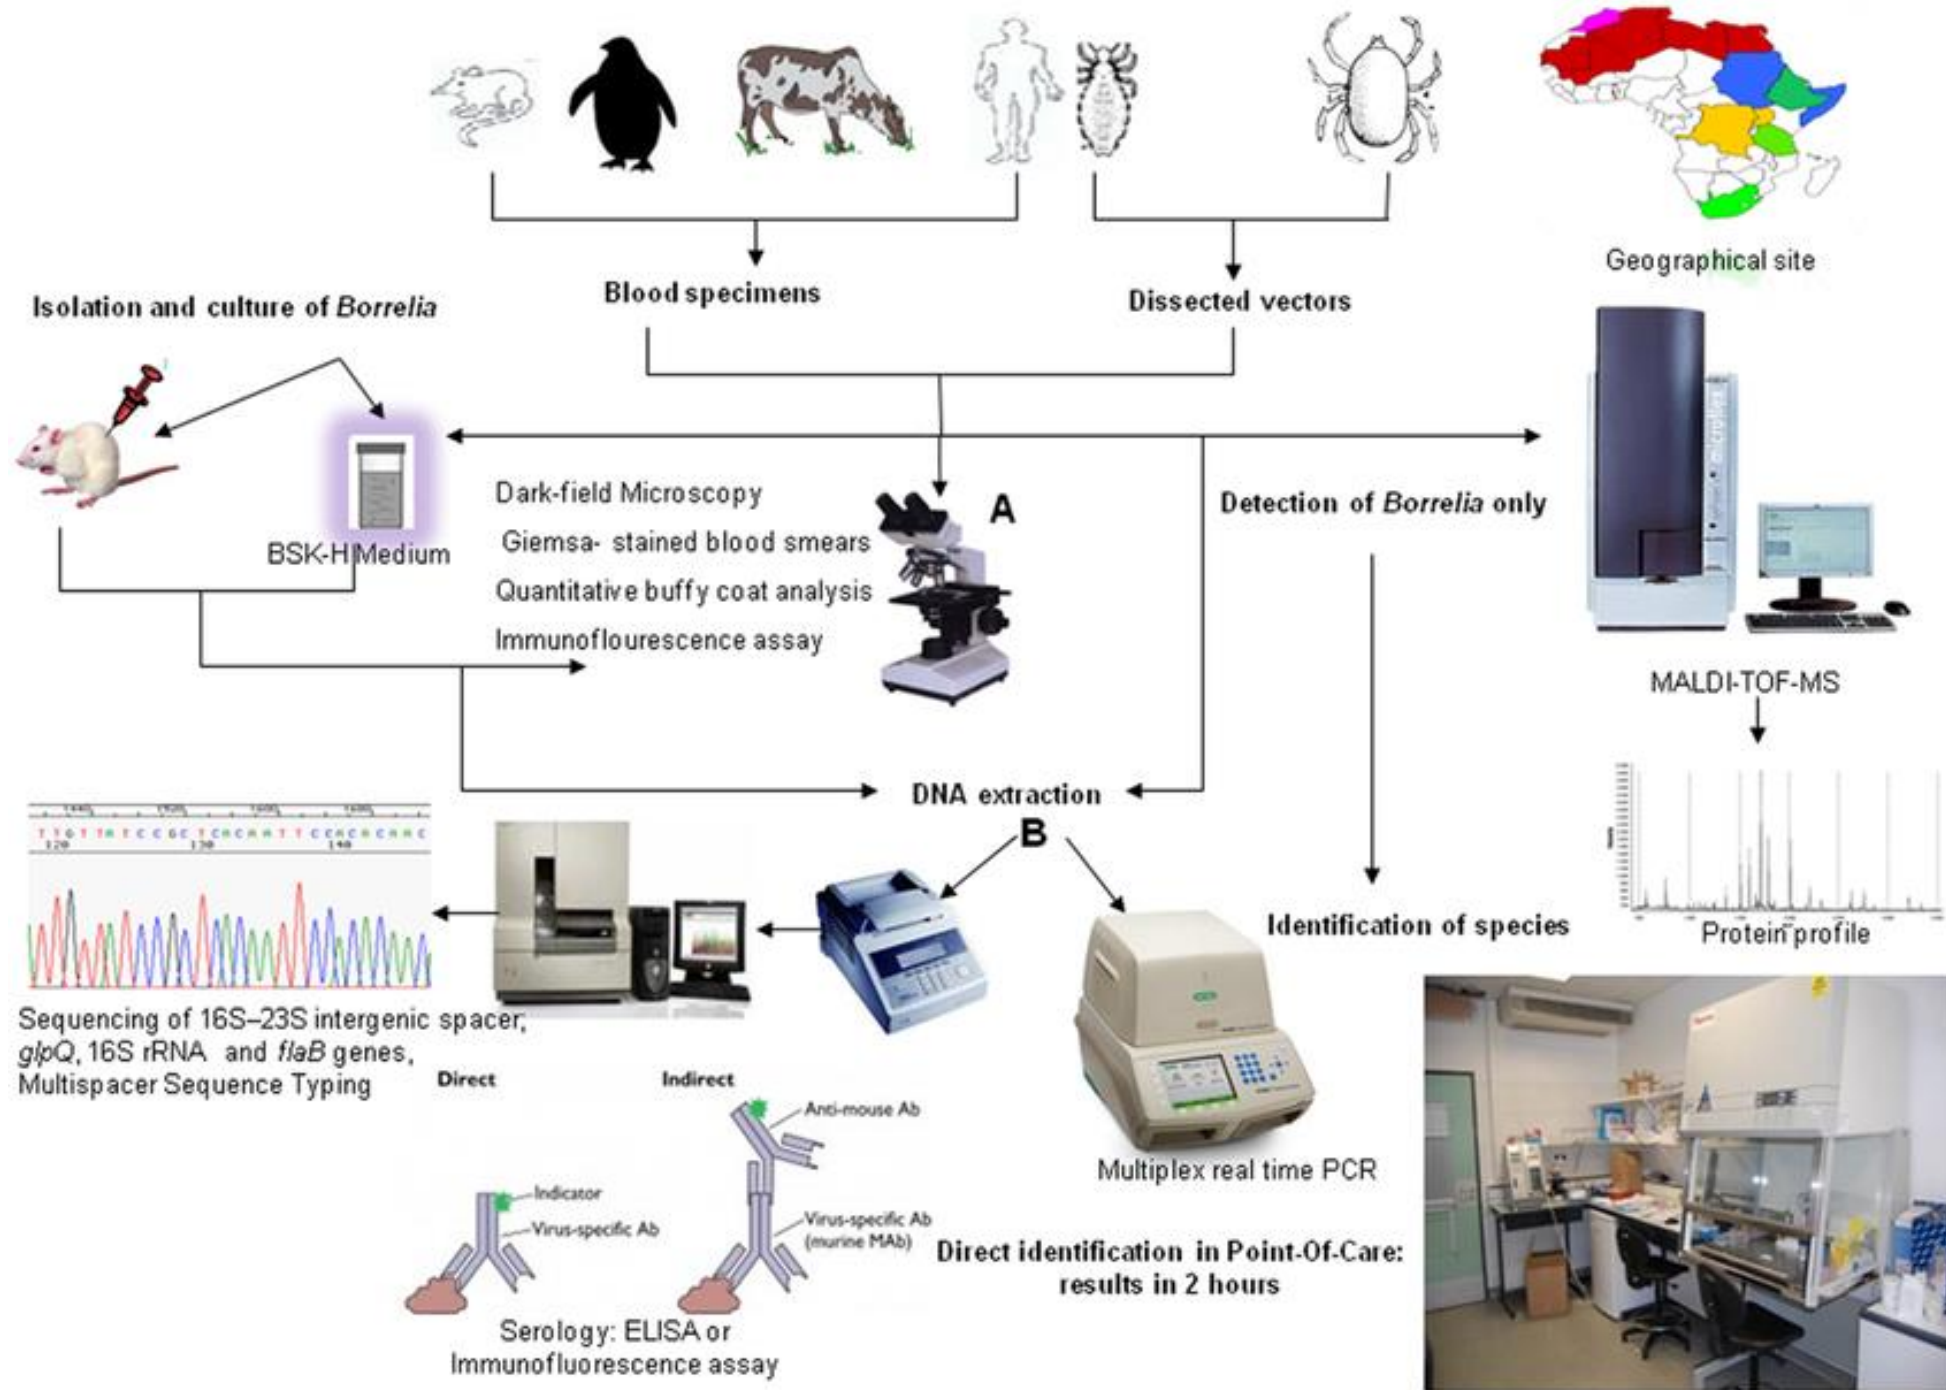 Geographical site
Blood specimens
Dissected vectors
Isolation and culture of Borrelia
BSK-H Medium
Dark-field Microscopy
Giemsa- stained blood smears
Quantitative buffy coat analysis
Immunoflourescence assay
A
Detection of Borrelia only
microflex
MALDI-TOF-MS
Protein profile
DNA extraction
B
Identification of species
T T G T T A T C C G C T C A C A A T T C C A C A C A A C
120 130 140
Sequencing of 16S–23S intergenic spacer,
glpQ, 16S rRNA and flaB genes,
Multispacer Sequence Typing
Direct
Indirect
Anti-mouse Ab
Indicator
Virus-specific Ab
Virus-specific Ab
(murine MAb)
Serology: ELISA or
Immunofluorescence assay
Multiplex real time PCR
Direct identification in Point-Of-Care:
results in 2 hours